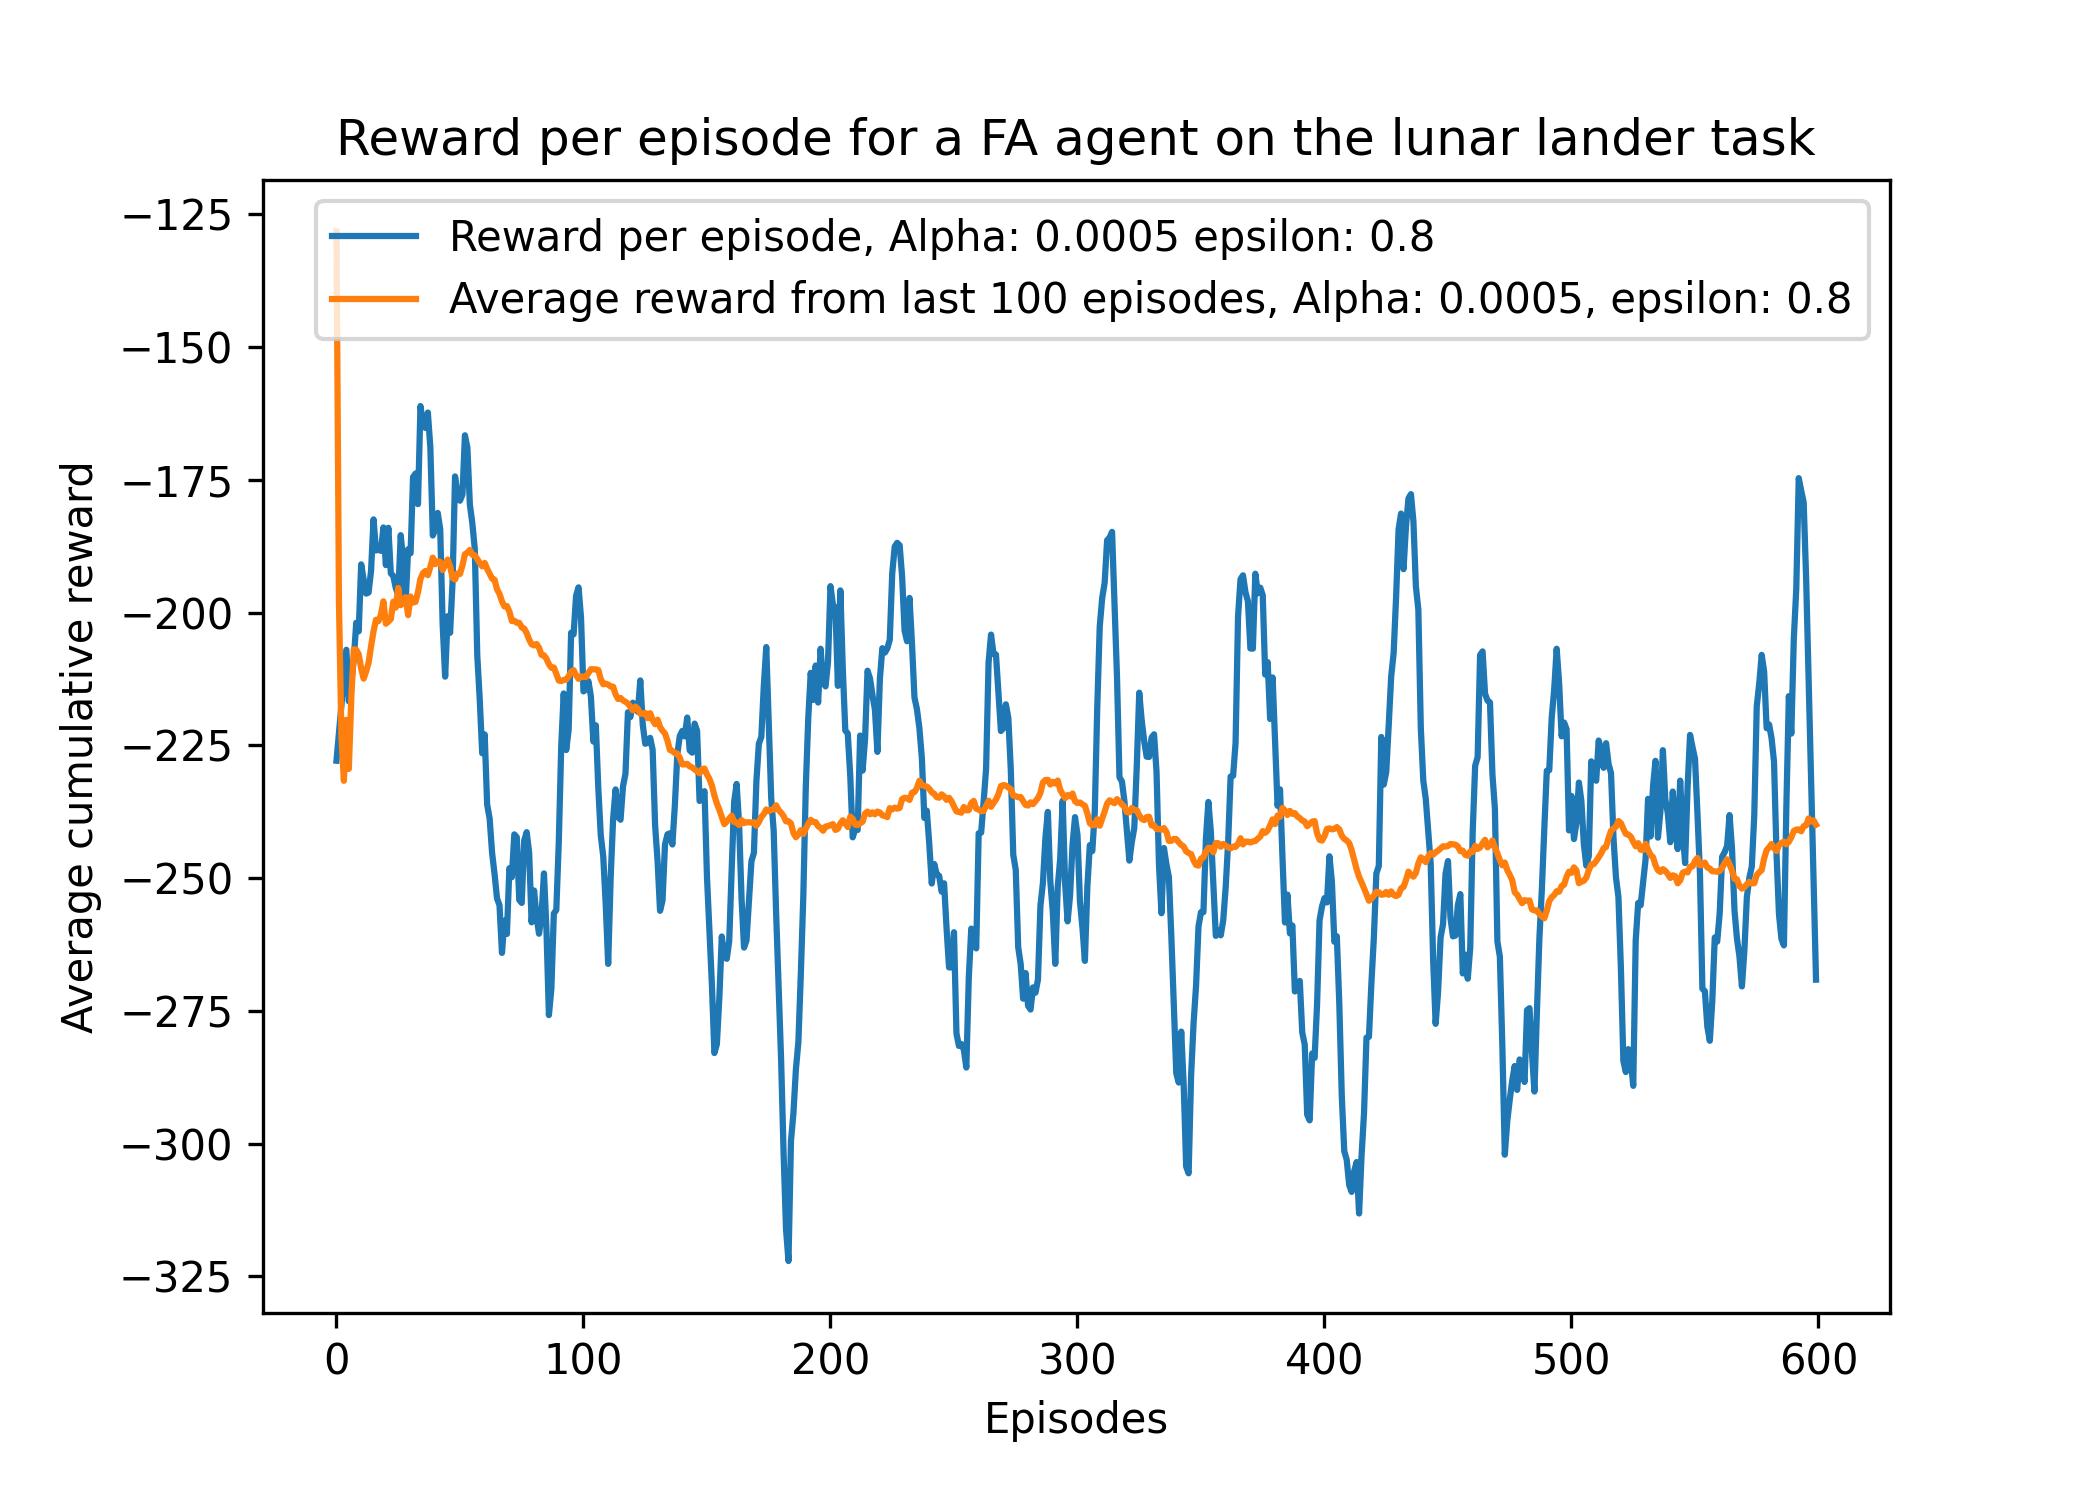 Reward per episode for a FA agent on the lunar lander task
Reward per episode, Alpha: 0.0005 epsilon: 0.8
Average reward from last 100 episodes, Alpha: 0.0005, epsilon: 0.8
Average cumulative reward
−125
−150
−175
−200
−225
−250
−275
−300
−325
0 100 200 300 400 500 600
Episodes